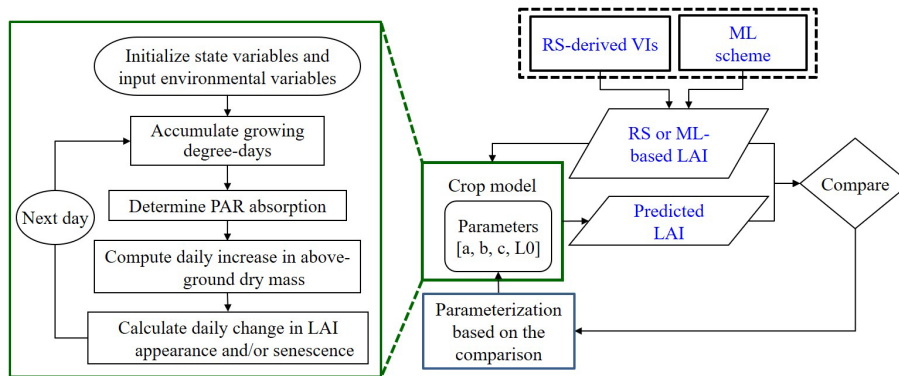 Initialize state variables and
input environmental variables
Accumulate growing
degree-days
Determine PAR absorption
Next day
Compute daily increase in above-
ground dry mass
Calculate daily change in LAI
appearance and/or senescence
RS-derived VIs
ML
scheme
RS or ML-
based LAI
Crop model
Parameters
[a, b, c, L0]
Predicted
LAI
Compare
Parameterization
based on the
comparison